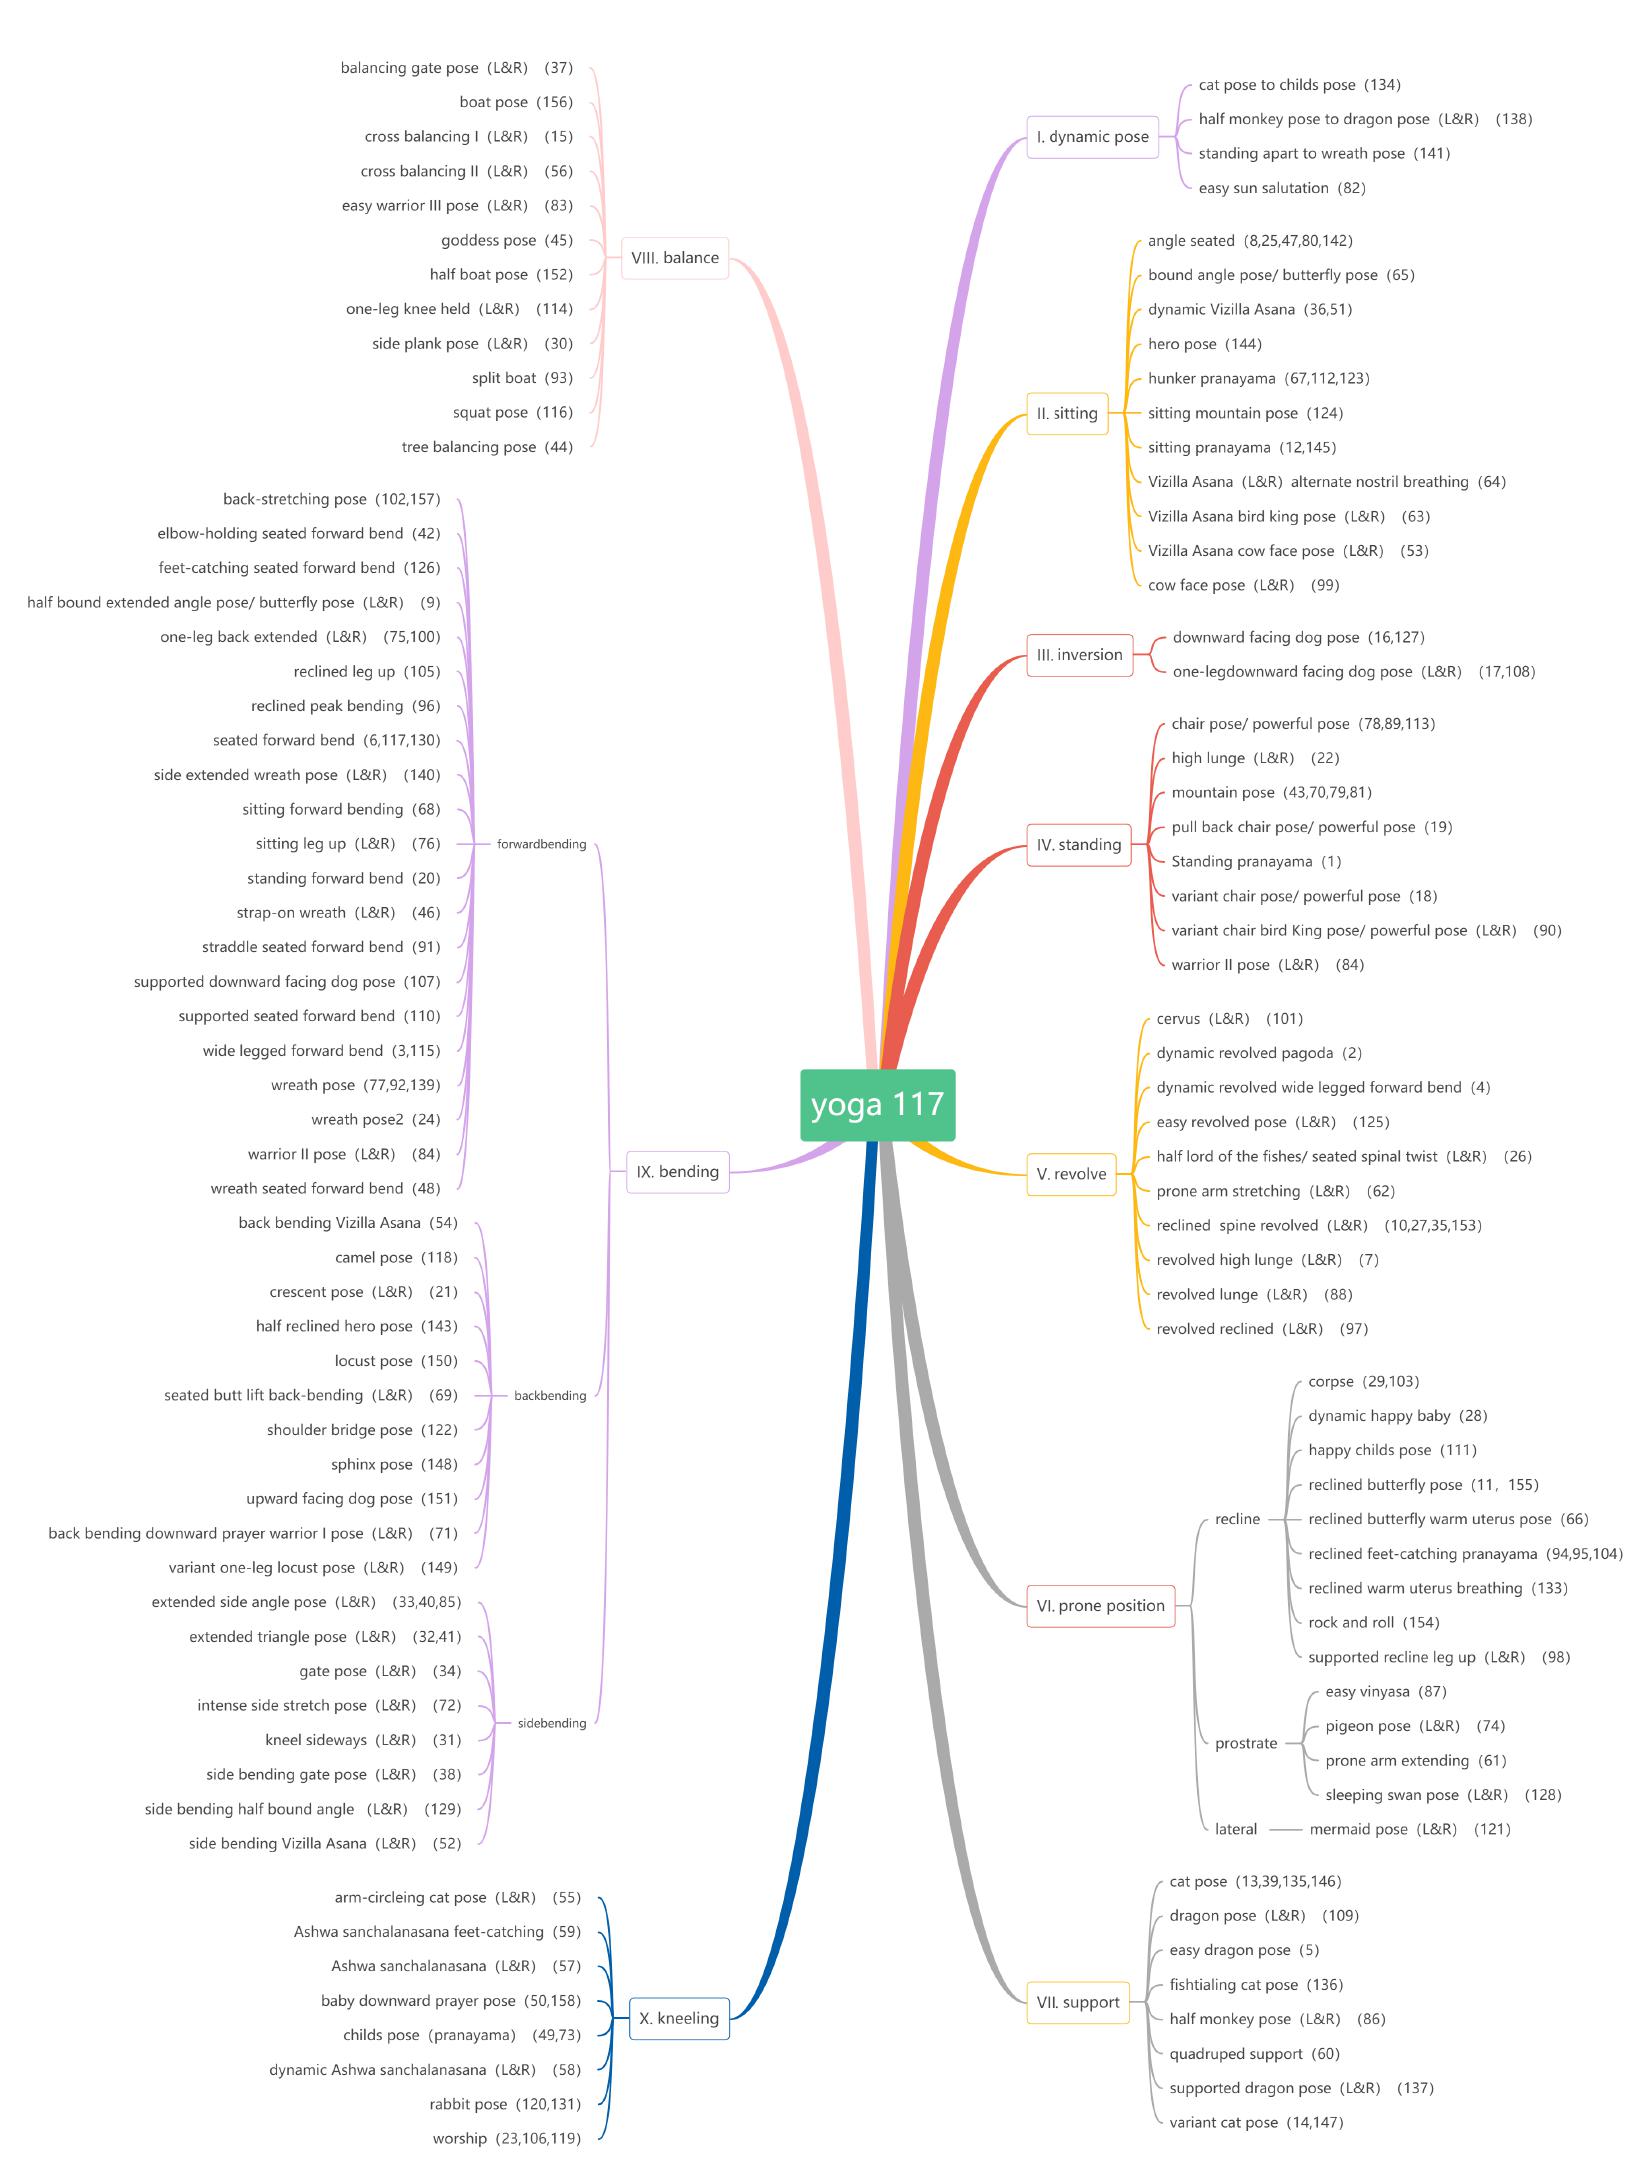 yoga 117
I. dynamic pose
cat pose to childs pose (134)
half monkey pose to dragon pose (L&R) (138)
standing apart to wreath pose (141)
easy sun salutation (82)
II. sitting
angle seated (8,25,47,80,142)
bound angle pose/ butterfly pose (65)
dynamic Vizilla Asana (36,51)
hero pose (144)
hunker pranayama (67,112,123)
sitting mountain pose (124)
sitting pranayama (12,145)
Vizilla Asana (L&R) alternate nostril breathing (64)
Vizilla Asana bird king pose (L&R) (63)
Vizilla Asana cow face pose (L&R) (53)
cow face pose (L&R) (99)
III. inversion
downward facing dog pose (16,127)
one-legdownward facing dog pose (L&R) (17,108)
IV. standing
chair pose/ powerful pose (78,89,113)
high lunge (L&R) (22)
mountain pose (43,70,79,81)
pull back chair pose/ powerful pose (19)
Standing pranayama (1)
variant chair pose/ powerful pose (18)
variant chair bird King pose/ powerful pose (L&R) (90)
warrior II pose (L&R) (84)
V. revolve
cervus (L&R) (101)
dynamic revolved pagoda (2)
dynamic revolved wide legged forward bend (4)
easy revolved pose (L&R) (125)
half lord of the fishes/ seated spinal twist (L&R) (26)
prone arm stretching (L&R) (62)
reclined spine revolved (L&R) (10,27,35,153)
revolved high lunge (L&R) (7)
revolved lunge (L&R) (88)
revolved reclined (L&R) (97)
VI. prone position
recline
corpse (29,103)
dynamic happy baby (28)
happy childs pose (111)
reclined butterfly pose (11, 155)
reclined butterfly warm uterus pose (66)
reclined feet-catching pranayama (94,95,104)
reclined warm uterus breathing (133)
rock and roll (154)
supported recline leg up (L&R) (98)
prostrate
easy vinyasa (87)
pigeon pose (L&R) (74)
prone arm extending (61)
sleeping swan pose (L&R) (128)
lateral
mermaid pose (L&R) (121)
VII. support
cat pose (13,39,135,146)
dragon pose (L&R) (109)
easy dragon pose (5)
fishtialing cat pose (136)
half monkey pose (L&R) (86)
quadruped support (60)
supported dragon pose (L&R) (137)
variant cat pose (14,147)
VIII. balance
balancing gate pose (L&R) (37)
boat pose (156)
cross balancing I (L&R) (15)
cross balancing II (L&R) (56)
easy warrior III pose (L&R) (83)
goddess pose (45)
half boat pose (152)
one-leg knee held (L&R) (114)
side plank pose (L&R) (30)
split boat (93)
squat pose (116)
tree balancing pose (44)
IX. bending
forwardbending
back-stretching pose (102,157)
elbow-holding seated forward bend (42)
feet-catching seated forward bend (126)
half bound extended angle pose/ butterfly pose (L&R) (9)
one-leg back extended (L&R) (75,100)
reclined leg up (105)
reclined peak bending (96)
seated forward bend (6,117,130)
side extended wreath pose (L&R) (140)
sitting forward bending (68)
sitting leg up (L&R) (76)
standing forward bend (20)
strap-on wreath (L&R) (46)
straddle seated forward bend (91)
supported downward facing dog pose (107)
supported seated forward bend (110)
wide legged forward bend (3,115)
wreath pose (77,92,139)
wreath pose2 (24)
warrior II pose (L&R) (84)
wreath seated forward bend (48)
backbending
back bending Vizilla Asana (54)
camel pose (118)
crescent pose (L&R) (21)
half reclined hero pose (143)
locust pose (150)
seated butt lift back-bending (L&R) (69)
shoulder bridge pose (122)
sphinx pose (148)
upward facing dog pose (151)
back bending downward prayer warrior I pose (L&R) (71)
variant one-leg locust pose (L&R) (149)
sidebending
extended side angle pose (L&R) (33,40,85)
extended triangle pose (L&R) (32,41)
gate pose (L&R) (34)
intense side stretch pose (L&R) (72)
kneel sideways (L&R) (31)
side bending gate pose (L&R) (38)
side bending half bound angle (L&R) (129)
side bending Vizilla Asana (L&R) (52)
X. kneeling
arm-circleing cat pose (L&R) (55)
Ashwa sanchalanasana feet-catching (59)
Ashwa sanchalanasana (L&R) (57)
baby downward prayer pose (50,158)
childs pose (pranayama) (49,73)
dynamic Ashwa sanchalanasana (L&R) (58)
rabbit pose (120,131)
worship (23,106,119)